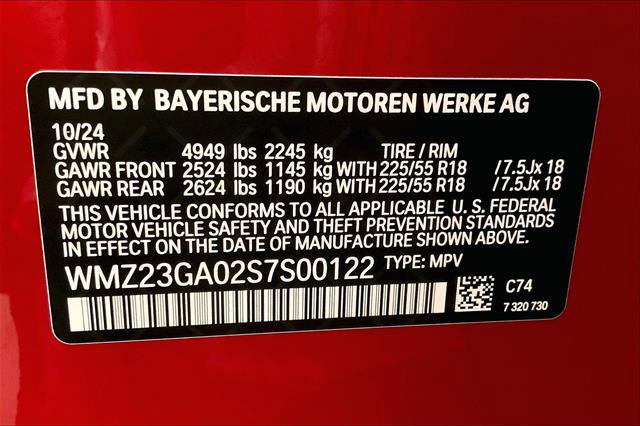 MFD BY BAYERISCHE MOTOREN WERKE AG
10/24
GVWR 4949 lbs 2245 kg TIRE / RIM
GAWR FRONT 2524 lbs 1145 kg WITH 225/55 R18 /7.5Jx 18
GAWR REAR 2624 lbs 1190 kg WITH 225/55 R18 /7.5Jx 18
THIS VEHICLE CONFORMS TO ALL APPLICABLE U. S. FEDERAL
MOTOR VEHICLE SAFETY AND THEFT PREVENTION STANDARDS
IN EFFECT ON THE DATE OF MANUFACTURE SHOWN ABOVE.
WMZ23GA02S7S00122 TYPE: MPV
C74
7 320 730